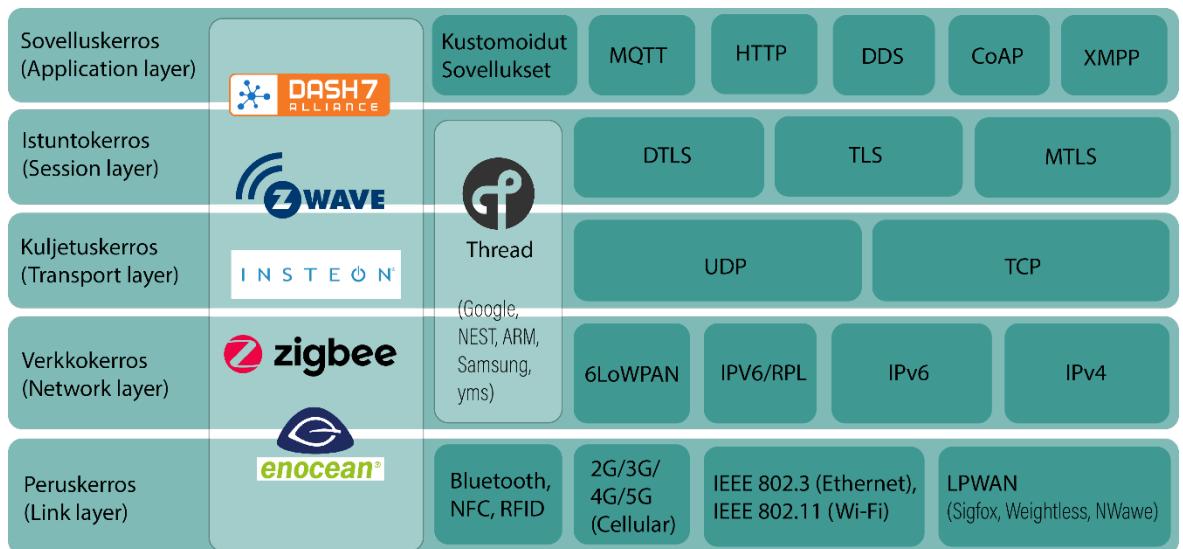 Sovelluskerros
(Application layer)
DASH7
ALLIANCE
Kustomoidut
Sovellukset
MQTT
HTTP
DDS
CoAP
XMPP
Istuntokerros
(Session layer)
Z WAVE
Thread
(Google,
NEST, ARM,
Samsung,
yms)
DTLS
TLS
MTLS
Kuljetuskerros
(Transport layer)
INSTEON
UDP
TCP
Verkkokerros
(Network layer)
zigbee
6LoWPAN
IPV6/RPL
IPv6
IPv4
Peruskerros
(Link layer)
enocean®
Bluetooth,
NFC, RFID
2G/3G/
4G/5G
(Cellular)
IEEE 802.3 (Ethernet),
IEEE 802.11 (Wi-Fi)
LPWAN
(Sigfox, Weightless, NWawe)